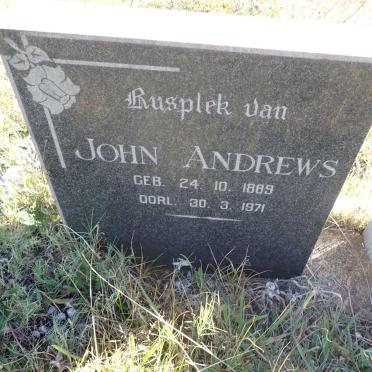 Rusplek van
JOHN ANDREWS
GEB. 24. 10. 1889
OORL. 30. 3. 1971